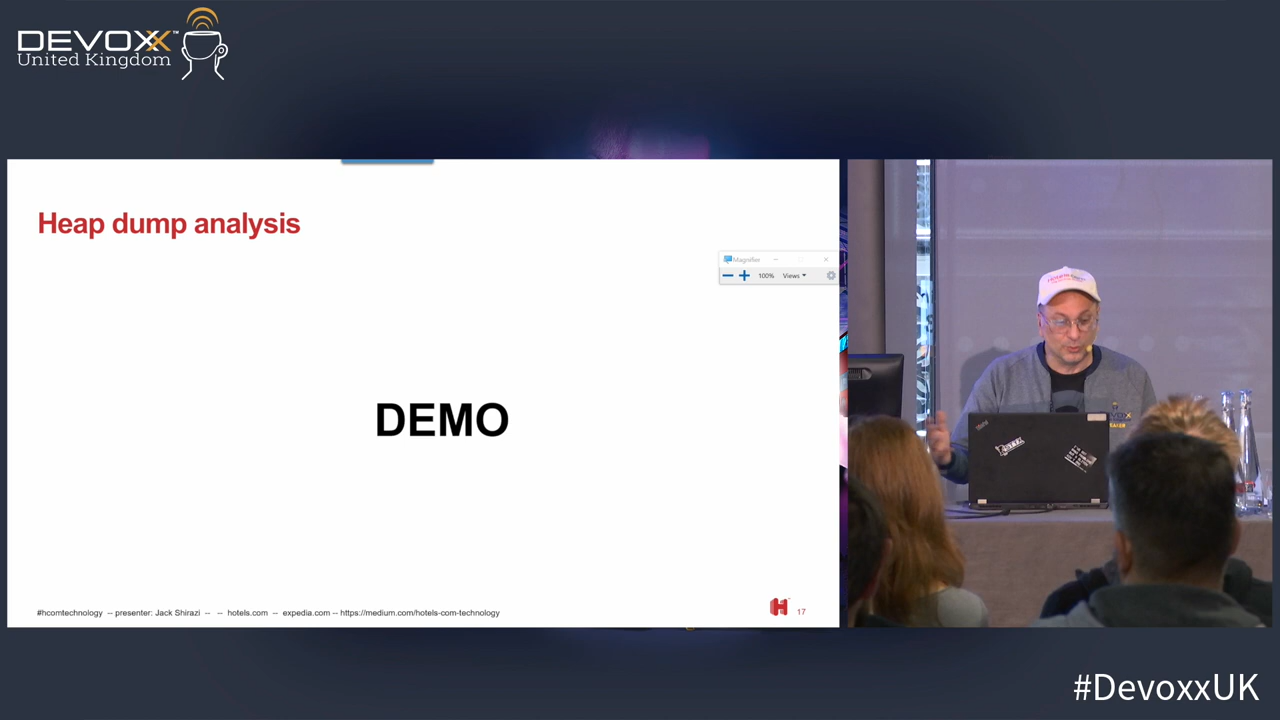 DEVOXX™
United Kingdom
Heap dump analysis
Magnifier
100% Views
DEMO
#hcomtechnology -- presenter: Jack Shirazi -- -- hotels.com -- expedia.com -- https://medium.com/hotels-com-technology
17
#DevoxxUK